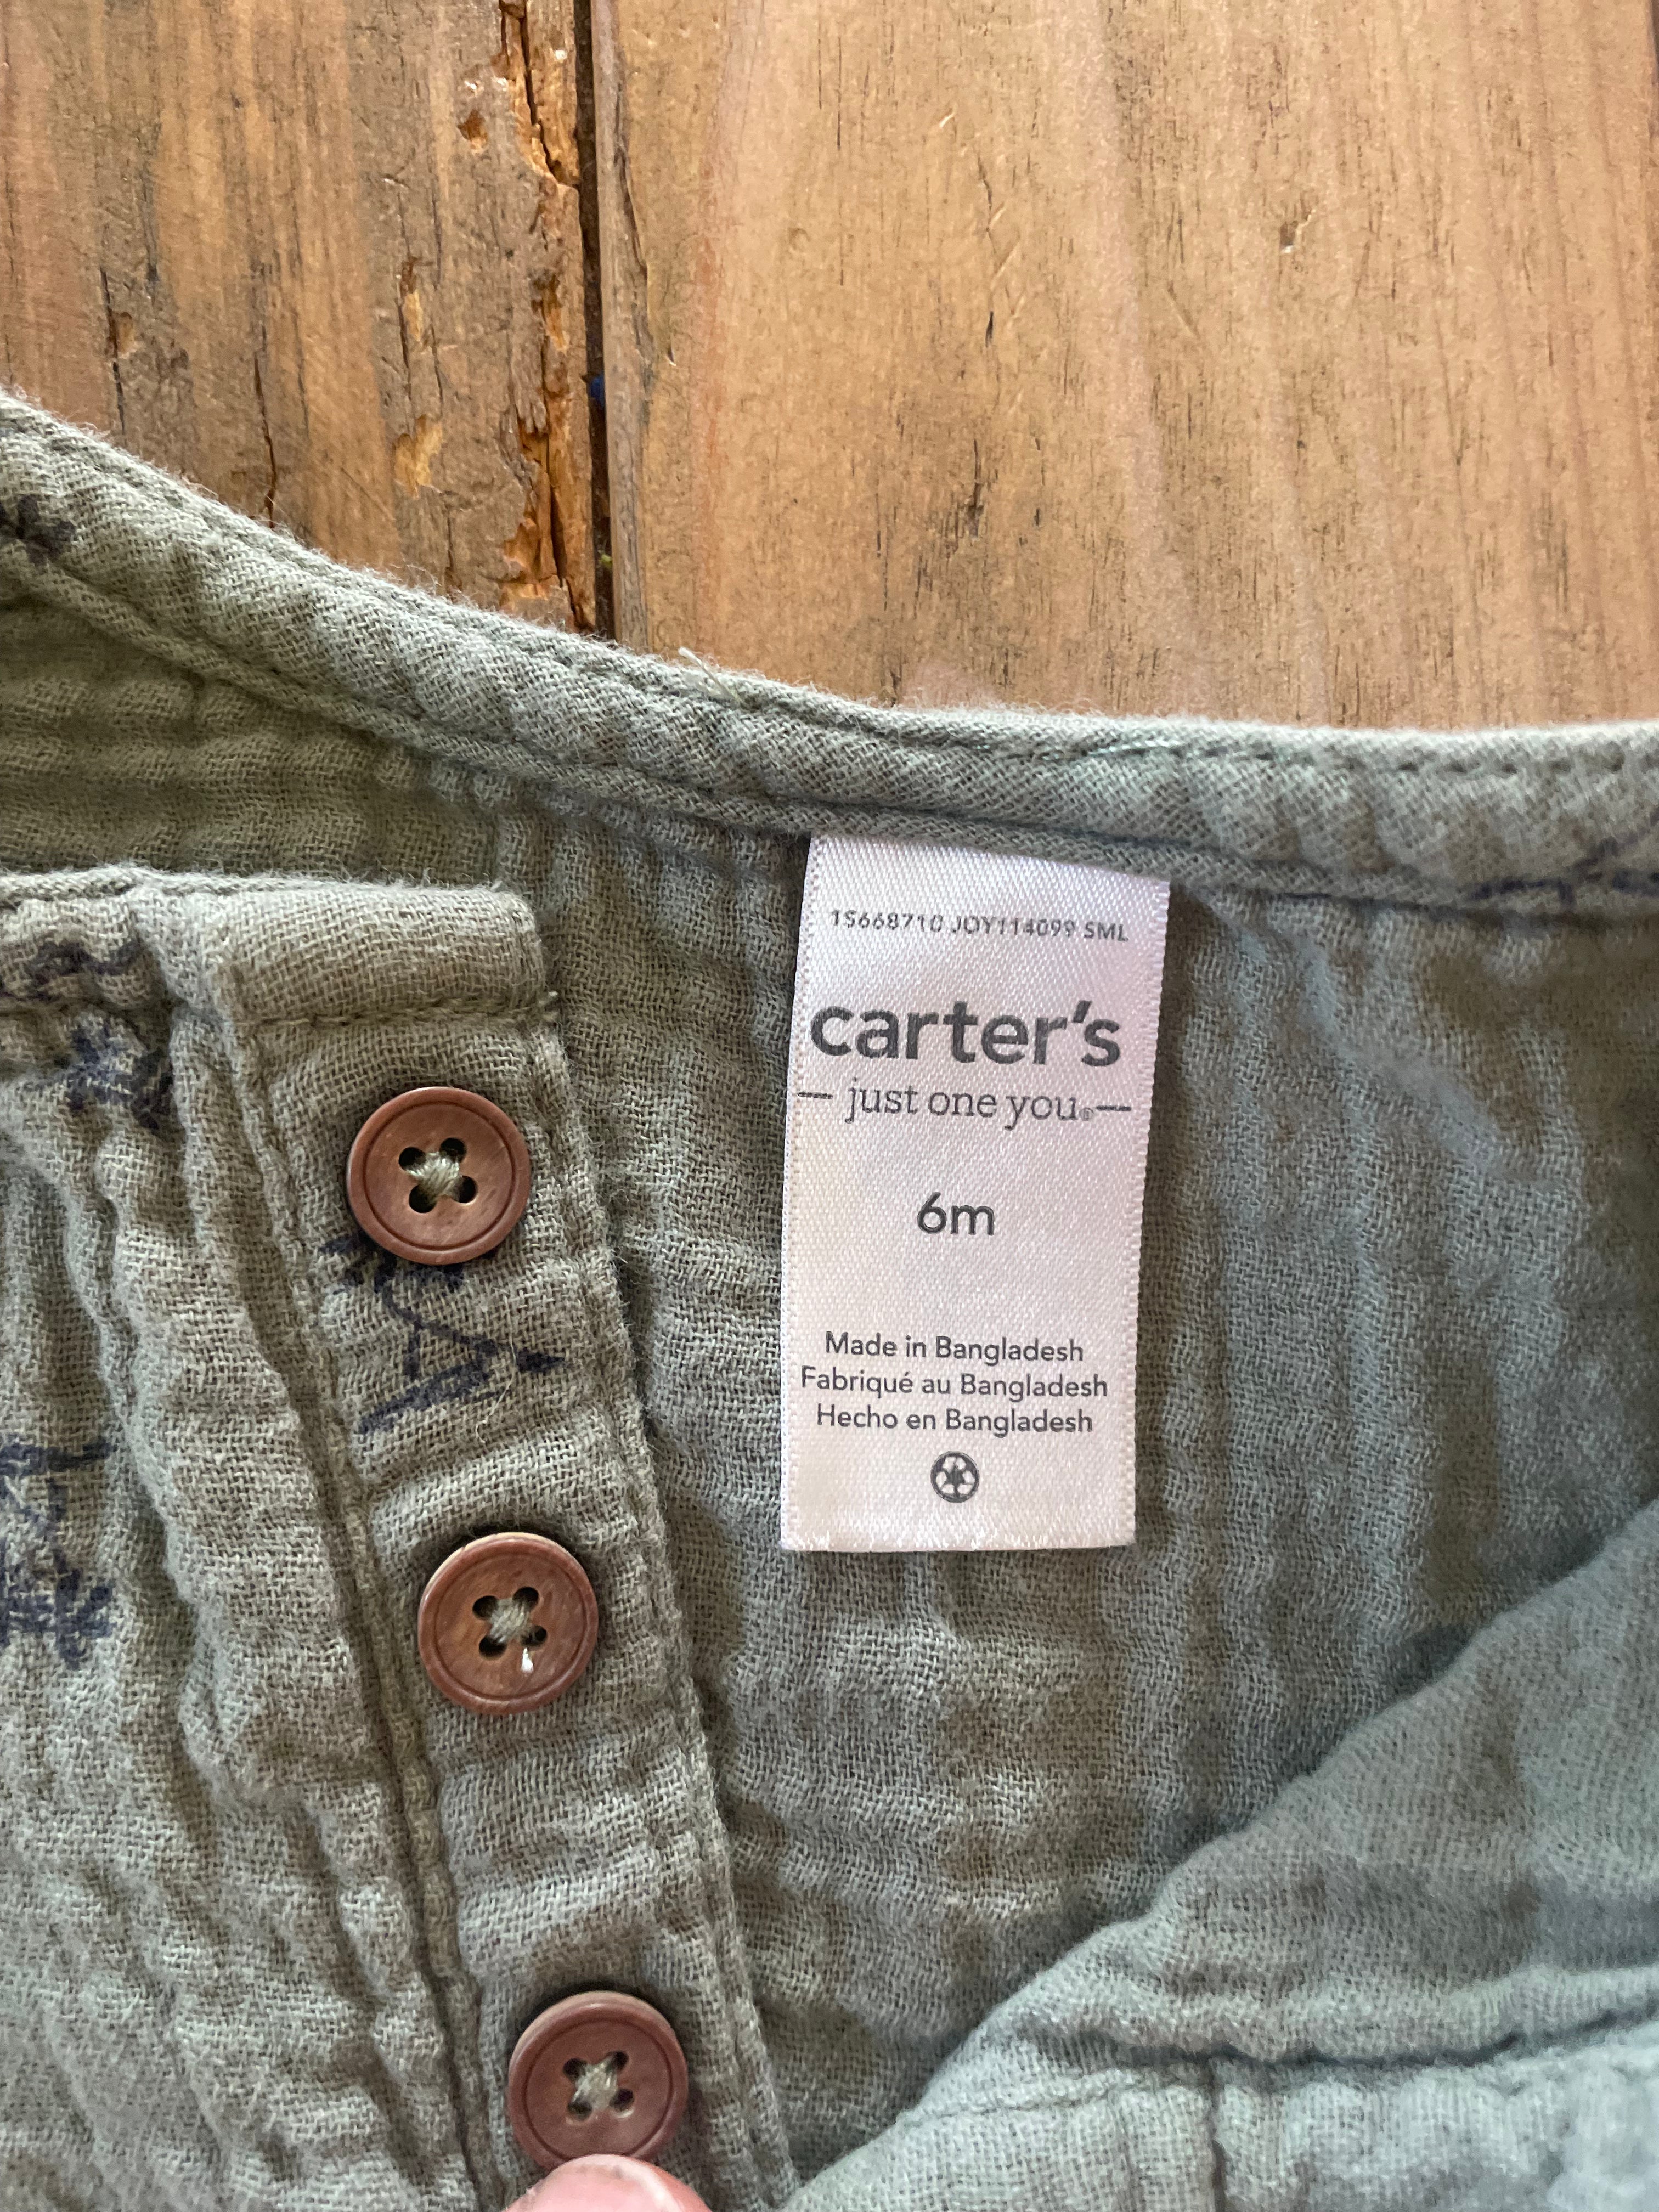 15668710 JOY114099 SML
carter's
— just one you® —
6m
Made in Bangladesh
Fabriqué au Bangladesh
Hecho en Bangladesh